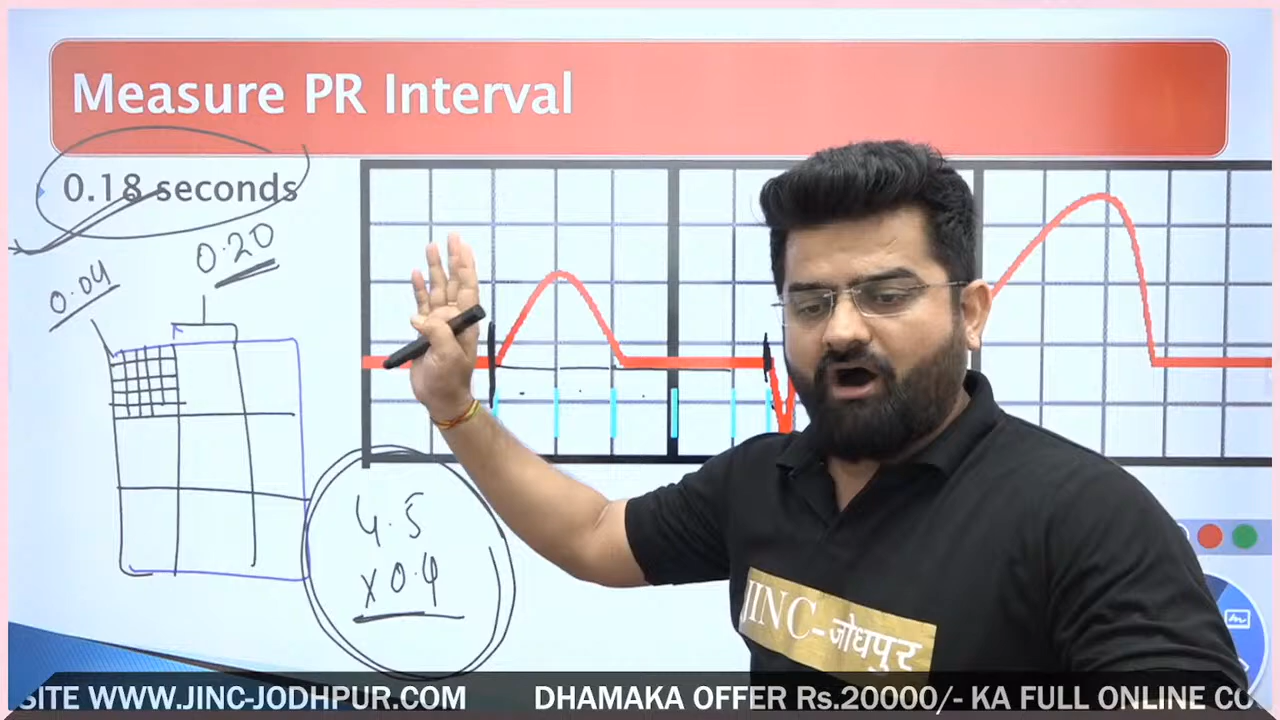 Measure PR Interval
0.18 seconds
0.20
0.04
4.5
x0.4
JINC-जोधपुर
SITE WWW.JINC-JODHPUR.COM DHAMAKA OFFER Rs.20000/- KA FULL ONLINE CO